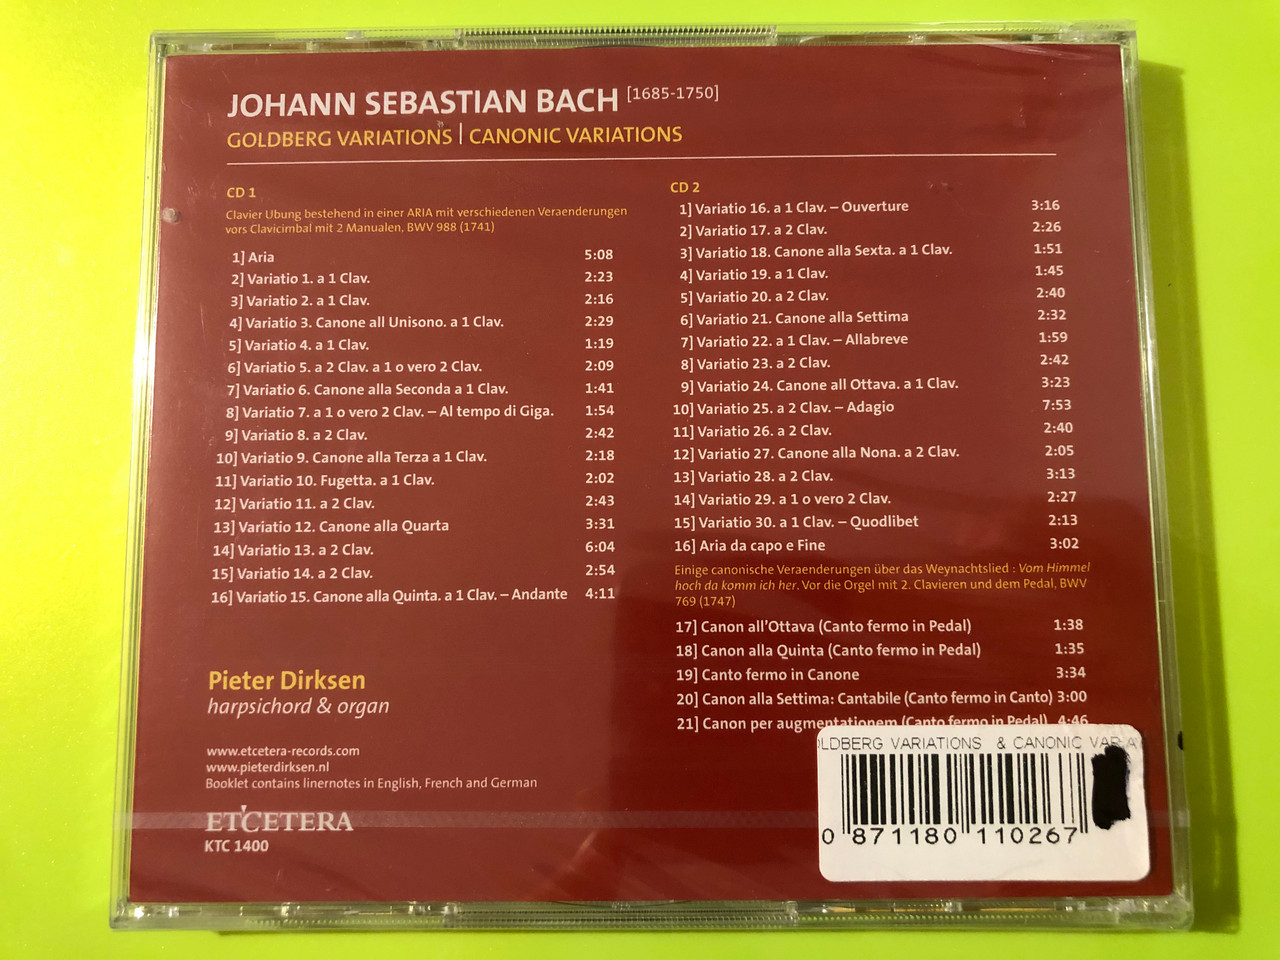 JOHANN SEBASTIAN BACH [1685-1750]
GOLDBERG VARIATIONS | CANONIC VARIATIONS
CD 1
Clavier Ubung bestehend in einer ARIA mit verschiedenen Veraenderungen
vors Clavicimbal mit 2 Manualen, BWV 988 (1741)
1] Aria 5:08
2] Variatio 1. a 1 Clav. 2:23
3] Variatio 2. a 1 Clav. 2:16
4] Variatio 3. Canone all Unisono. a 1 Clav. 2:29
5] Variatio 4. a 1 Clav. 1:19
6] Variatio 5. a 2 Clav. a 1 o vero 2 Clav. 2:09
7] Variatio 6. Canone alla Seconda a 1 Clav. 1:41
8] Variatio 7. a 1 o vero 2 Clav. – Al tempo di Giga. 1:54
9] Variatio 8. a 2 Clav. 2:42
10] Variatio 9. Canone alla Terza a 1 Clav. 2:18
11] Variatio 10. Fugetta. a 1 Clav. 2:02
12] Variatio 11. a 2 Clav. 2:43
13] Variatio 12. Canone alla Quarta 3:31
14] Variatio 13. a 2 Clav. 6:04
15] Variatio 14. a 2 Clav. 2:54
16] Variatio 15. Canone alla Quinta. a 1 Clav. – Andante 4:11
Pieter Dirksen
harpsichord & organ
www.etcetera-records.com
www.pieterdirksen.nl
Booklet contains linernotes in English, French and German
ET'CETERA
KTC 1400
CD 2
1] Variatio 16. a 1 Clav. – Ouverture 3:16
2] Variatio 17. a 2 Clav. 2:26
3] Variatio 18. Canone alla Sexta. a 1 Clav. 1:51
4] Variatio 19. a 1 Clav. 1:45
5] Variatio 20. a 2 Clav. 2:40
6] Variatio 21. Canone alla Settima 2:32
7] Variatio 22. a 1 Clav. – Allabreve 1:59
8] Variatio 23. a 2 Clav. 2:42
9] Variatio 24. Canone all Ottava. a 1 Clav. 3:23
10] Variatio 25. a 2 Clav. – Adagio 7:53
11] Variatio 26. a 2 Clav. 2:40
12] Variatio 27. Canone alla Nona. a 2 Clav. 2:05
13] Variatio 28. a 2 Clav. 3:13
14] Variatio 29. a 1 o vero 2 Clav. 2:27
15] Variatio 30. a 1 Clav. – Quodlibet 2:13
16] Aria da capo e Fine 3:02
Einige canonische Veraenderungen über das Weynachtslied : Vom Himmel
hoch da komm ich her. Vor die Orgel mit 2. Clavieren und dem Pedal, BWV
769 (1747)
17] Canon all'Ottava (Canto fermo in Pedal) 1:38
18] Canon alla Quinta (Canto fermo in Pedal) 1:35
19] Canto fermo in Canone 3:34
20] Canon alla Settima: Cantabile (Canto fermo in Canto) 3:00
21] Canon per augmentationem (Canto fermo in Pedal) 4:46
OLDBERG VARIATIONS & CANONIC VARIAT
0 871180 110267